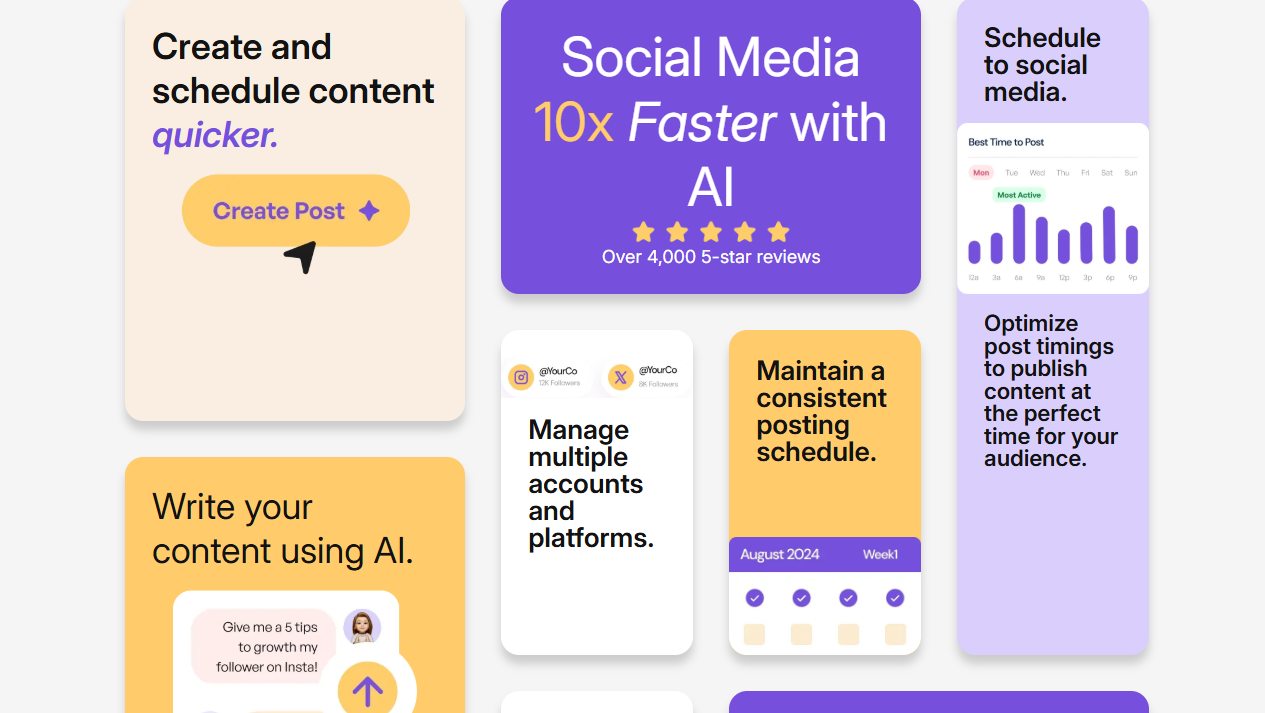 Create and
schedule content
quicker.
Create Post
Social Media
10x Faster with
AI
Over 4,000 5-star reviews
Schedule
to social
media.
Best Time to Post
Mon Tue Wed Thu Fri Sat Sun
Most Active
12a 3a 6a 9a 12p 3p 6p 9p
Optimize
post timings
to publish
content at
the perfect
time for your
audience.
@YourCo
12K Followers
@YourCo
8K Followers
Manage
multiple
accounts
and
platforms.
Maintain a
consistent
posting
schedule.
August 2024 Week1
Write your
content using AI.
Give me a 5 tips
to growth my
follower on Insta!